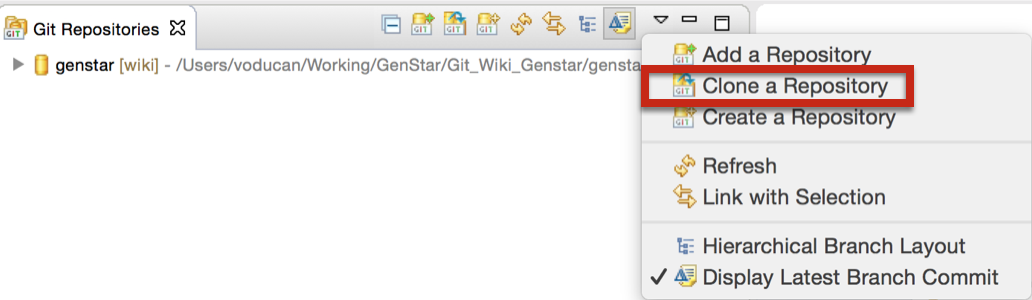 Git Repositories
genstar [wiki] - /Users/voducan/Working/GenStar/Git_Wiki_Genstar/gensta
Add a Repository
Clone a Repository
Create a Repository
Refresh
Link with Selection
Hierarchical Branch Layout
Display Latest Branch Commit